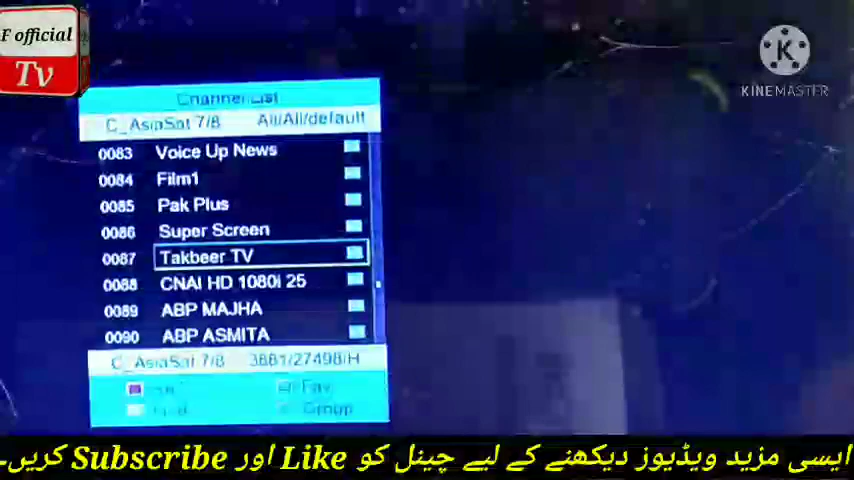 F official
Tv
KINEMASTER
Channel List
C_AsiaSat 7/8 All/All/default
0083 Voice Up News
0084 Film1
0085 Pak Plus
0086 Super Screen
0087 Takbeer TV
0088 CNAI HD 1080i 25
0089 ABP MAJHA
0090 ABP ASMITA
C_AsiaSat 7/8 3881/27498/H
Fav
Group
ایسی مزید ویڈیوز دیکھنے کے لیے چینل کو Like اور Subscribe کریں۔